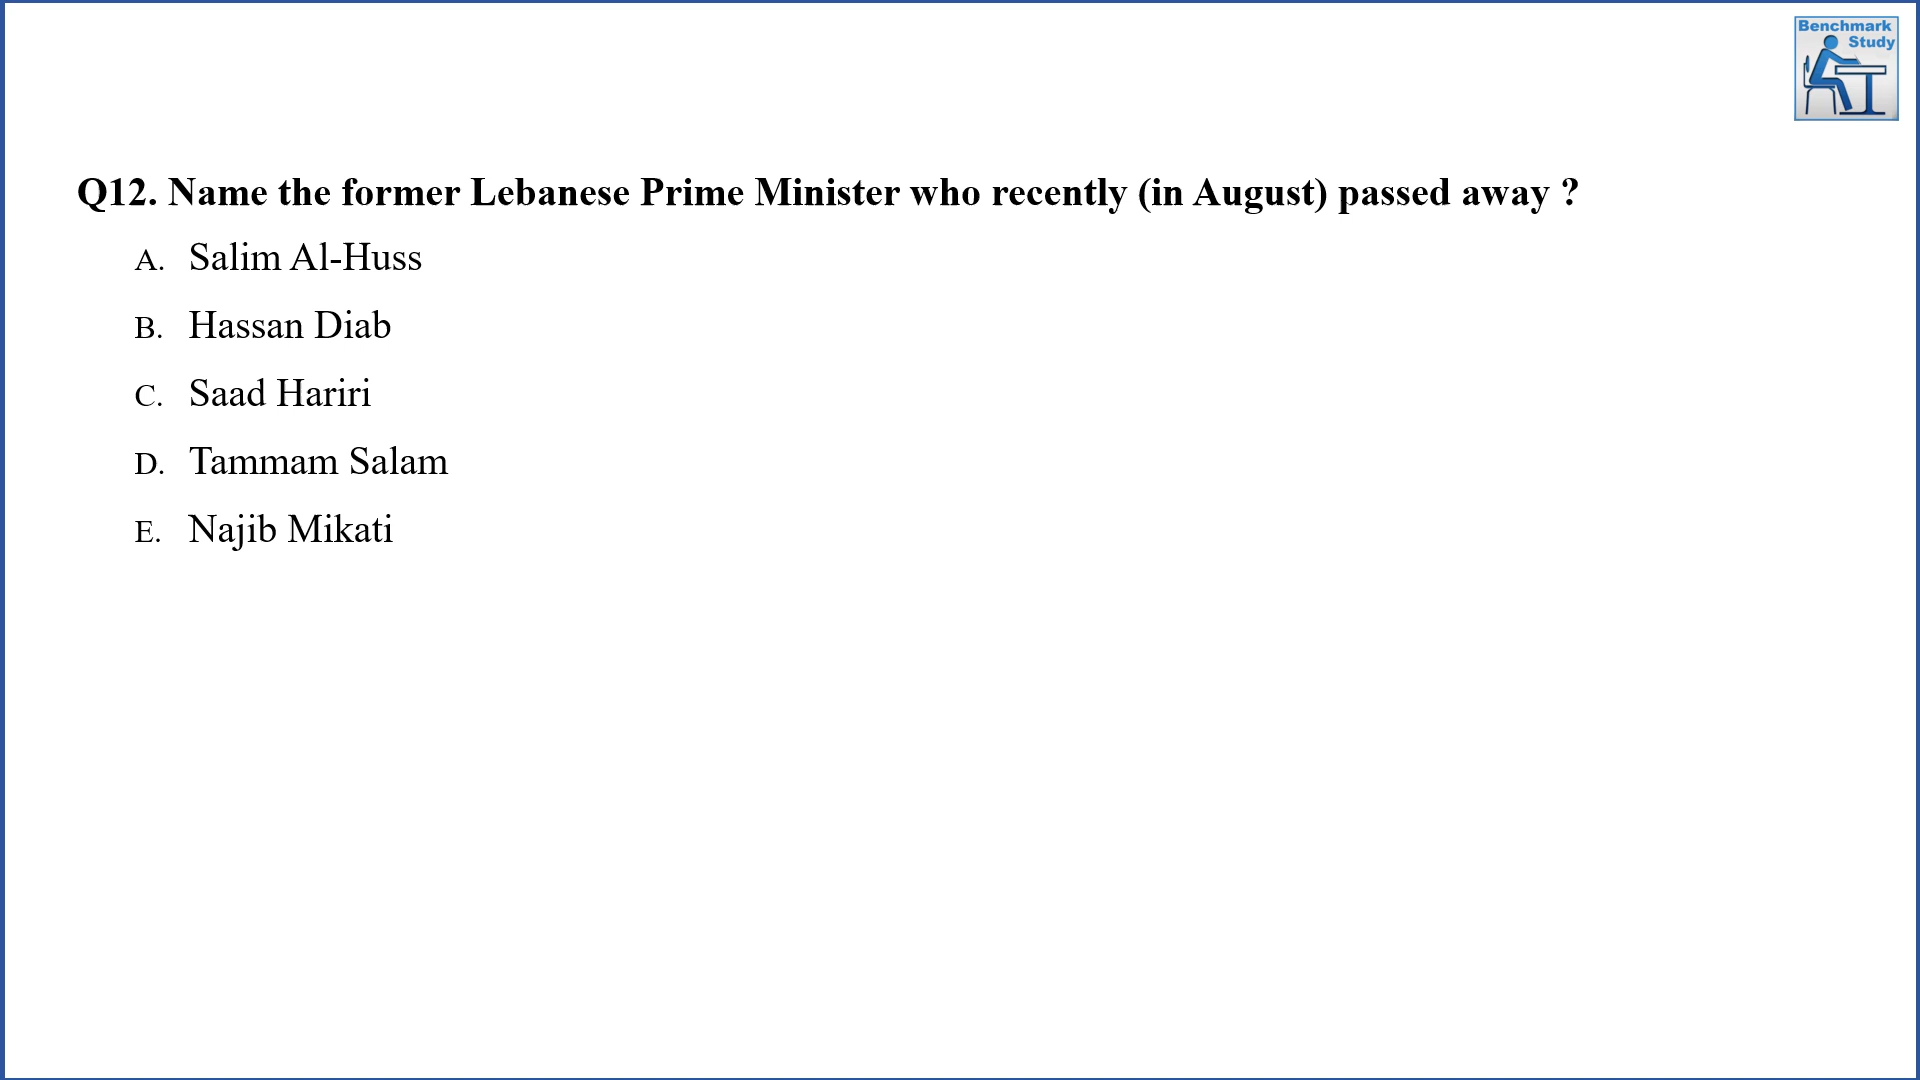 Benchmark
Study
Q12. Name the former Lebanese Prime Minister who recently (in August) passed away ?
A. Salim Al-Huss
B. Hassan Diab
C. Saad Hariri
D. Tammam Salam
E. Najib Mikati